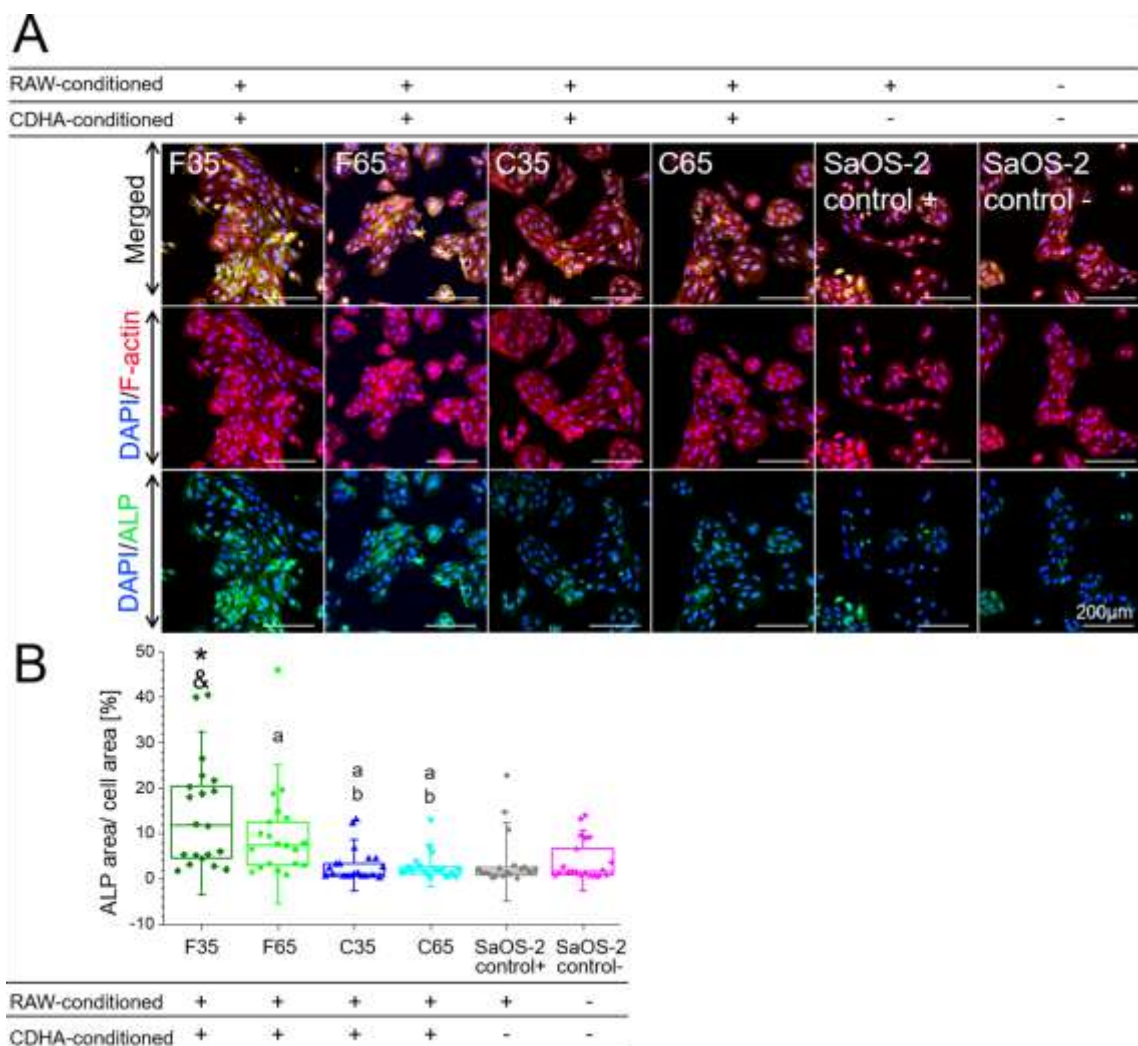 A
RAW-conditioned + + + + + -
CDHA-conditioned + + + + - -
F35 F65 C35 C65 SaOS-2 control + SaOS-2 control -
Merged
DAPI/F-actin
DAPI/ALP
200µm
B
ALP area/ cell area [%]
50
40
30
20
10
0
-10
*
&
a
a
b
a
b
F35 F65 C35 C65 SaOS-2 control+ SaOS-2 control-
RAW-conditioned + + + + + -
CDHA-conditioned + + + + - -